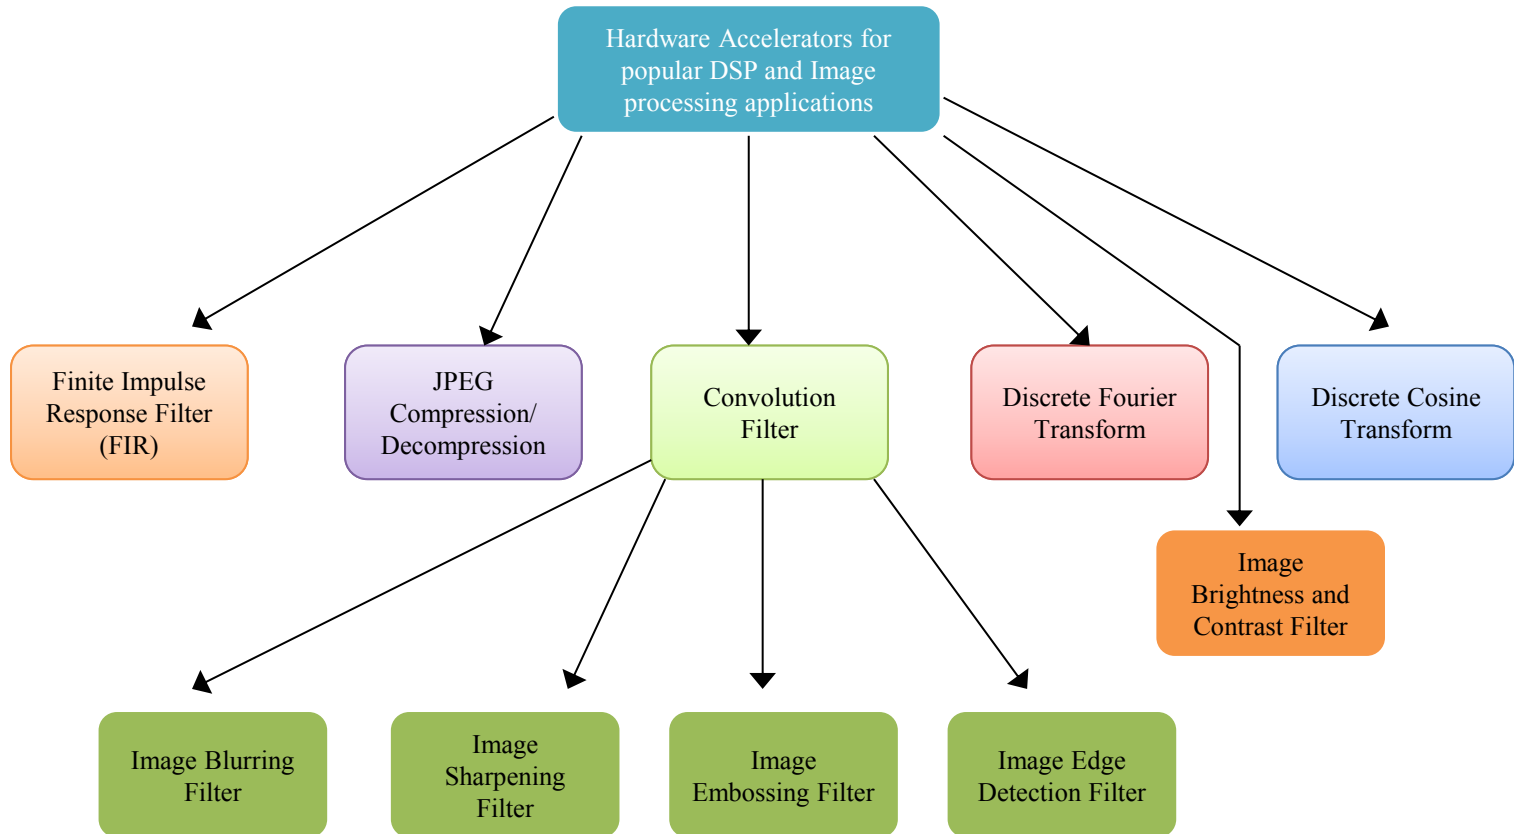 Hardware Accelerators for
popular DSP and Image
processing applications
Finite Impulse
Response Filter
(FIR)
JPEG
Compression/
Decompression
Convolution
Filter
Discrete Fourier
Transform
Discrete Cosine
Transform
Image
Brightness and
Contrast Filter
Image Blurring
Filter
Image
Sharpening
Filter
Image
Embossing Filter
Image Edge
Detection Filter